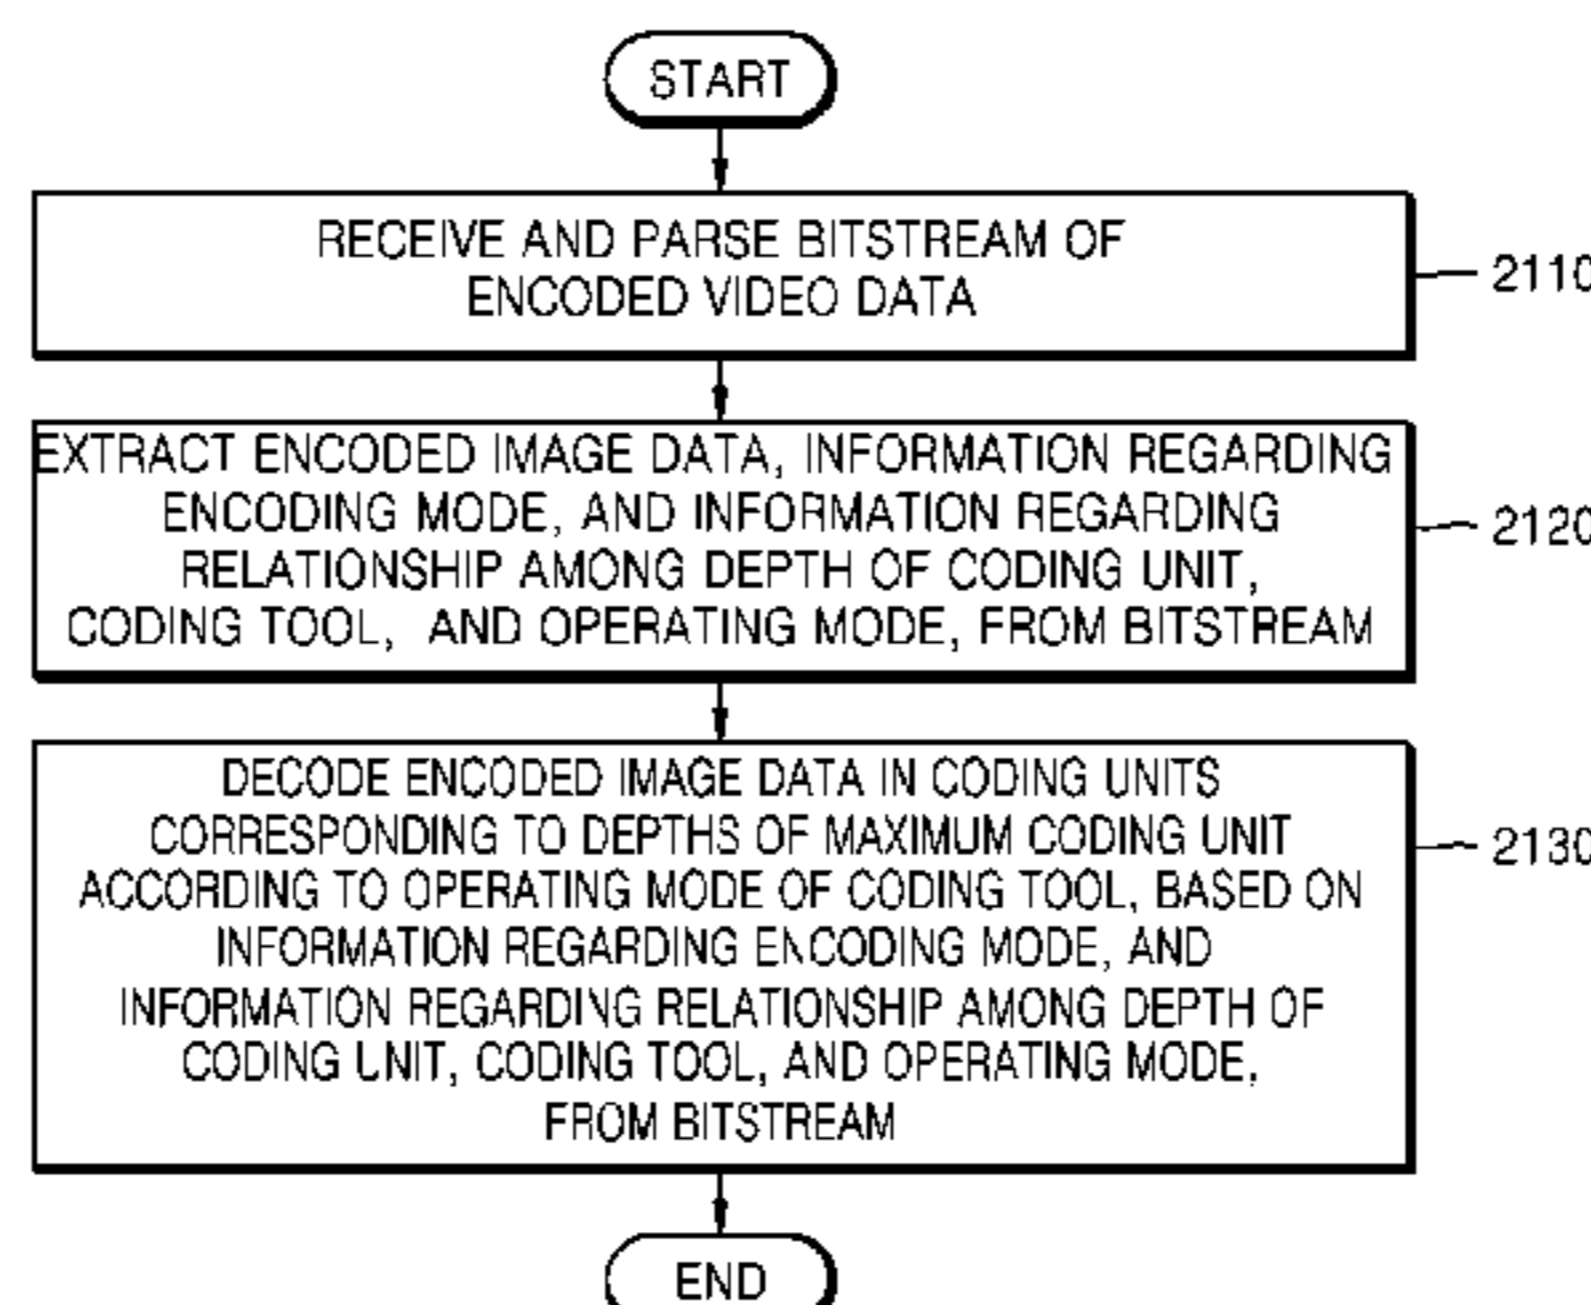 START
RECEIVE AND PARSE BITSTREAM OF
ENCODED VIDEO DATA
2110
EXTRACT ENCODED IMAGE DATA, INFORMATION REGARDING
ENCODING MODE, AND INFORMATION REGARDING
RELATIONSHIP AMONG DEPTH OF CODING UNIT,
CODING TOOL, AND OPERATING MODE, FROM BITSTREAM
2120
DECODE ENCODED IMAGE DATA IN CODING UNITS
CORRESPONDING TO DEPTHS OF MAXIMUM CODING UNIT
ACCORDING TO OPERATING MODE OF CODING TOOL, BASED ON
INFORMATION REGARDING ENCODING MODE, AND
INFORMATION REGARDING RELATIONSHIP AMONG DEPTH OF
CODING UNIT, CODING TOOL, AND OPERATING MODE,
FROM BITSTREAM
2130
END